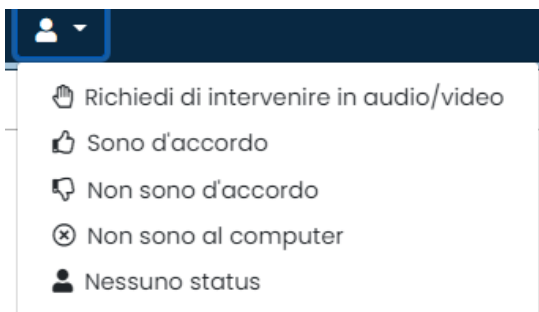 Richiedi di intervenire in audio/video
Sono d'accordo
Non sono d'accordo
Non sono al computer
Nessuno status